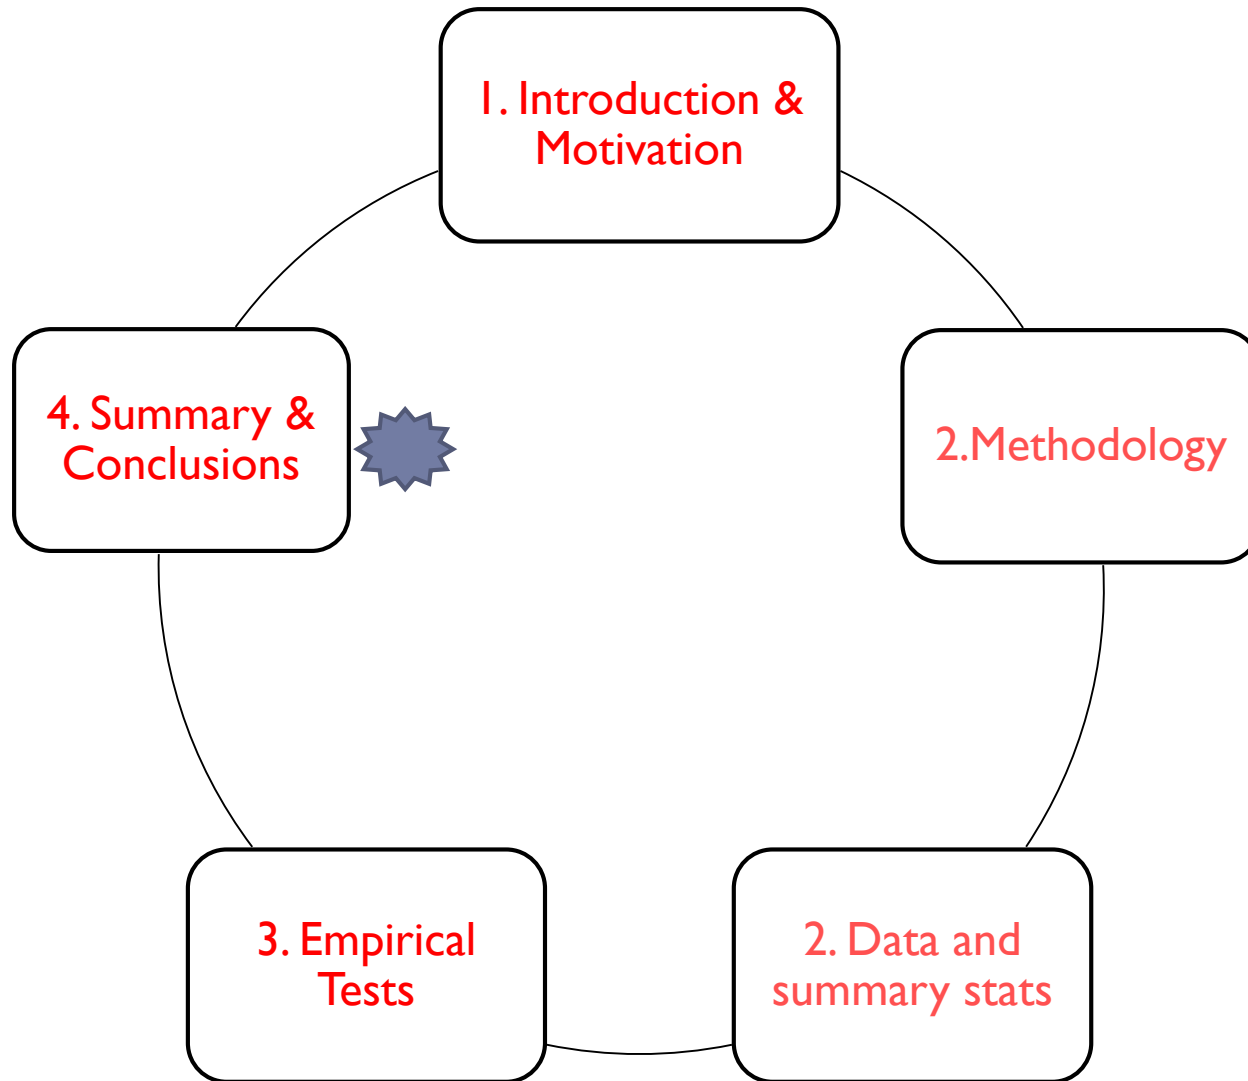 1. Introduction &
Motivation
2.Methodology
2. Data and
summary stats
3. Empirical
Tests
4. Summary &
Conclusions